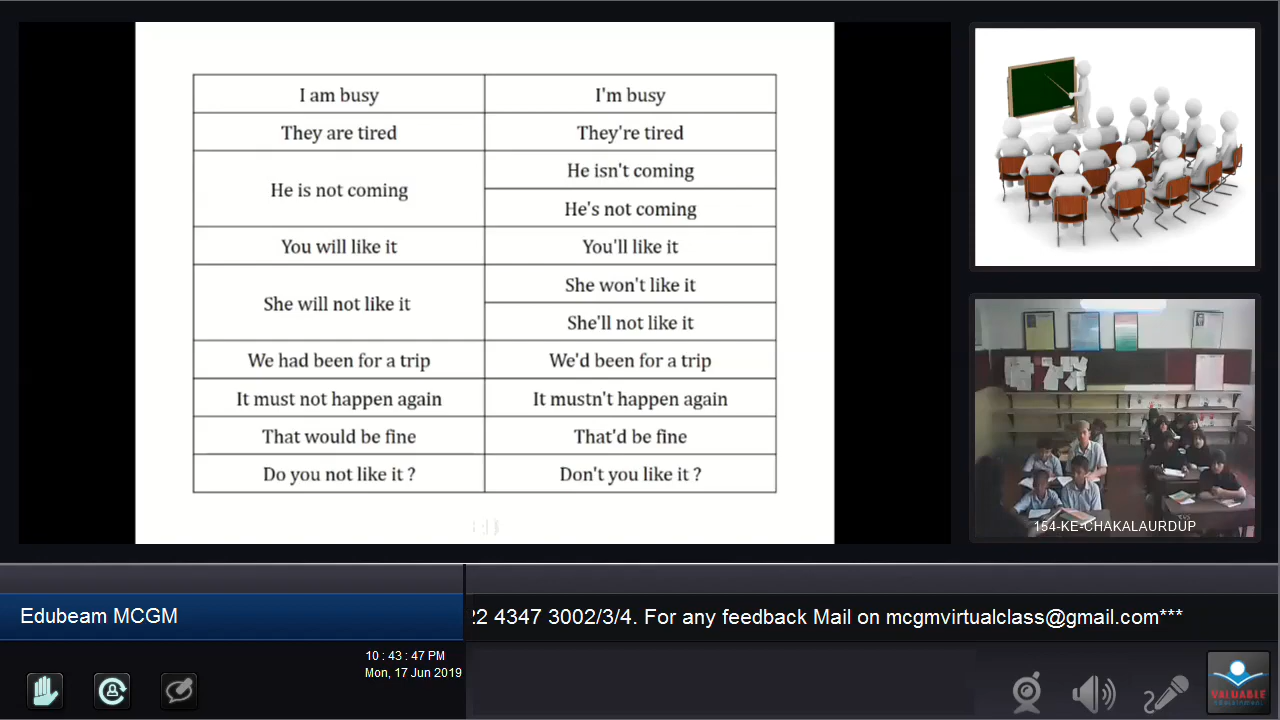 I am busy I'm busy
They are tired They're tired
He is not coming He isn't coming
He's not coming
You will like it You'll like it
She will not like it She won't like it
She'll not like it
We had been for a trip We'd been for a trip
It must not happen again It mustn't happen again
That would be fine That'd be fine
Do you not like it ? Don't you like it ?
154-KE-CHAKALAURDUP
Edubeam MCGM
22 4347 3002/3/4. For any feedback Mail on mcgmvirtualclass@gmail.com***
10 : 43 : 47 PM
Mon, 17 Jun 2019
VALUABLE